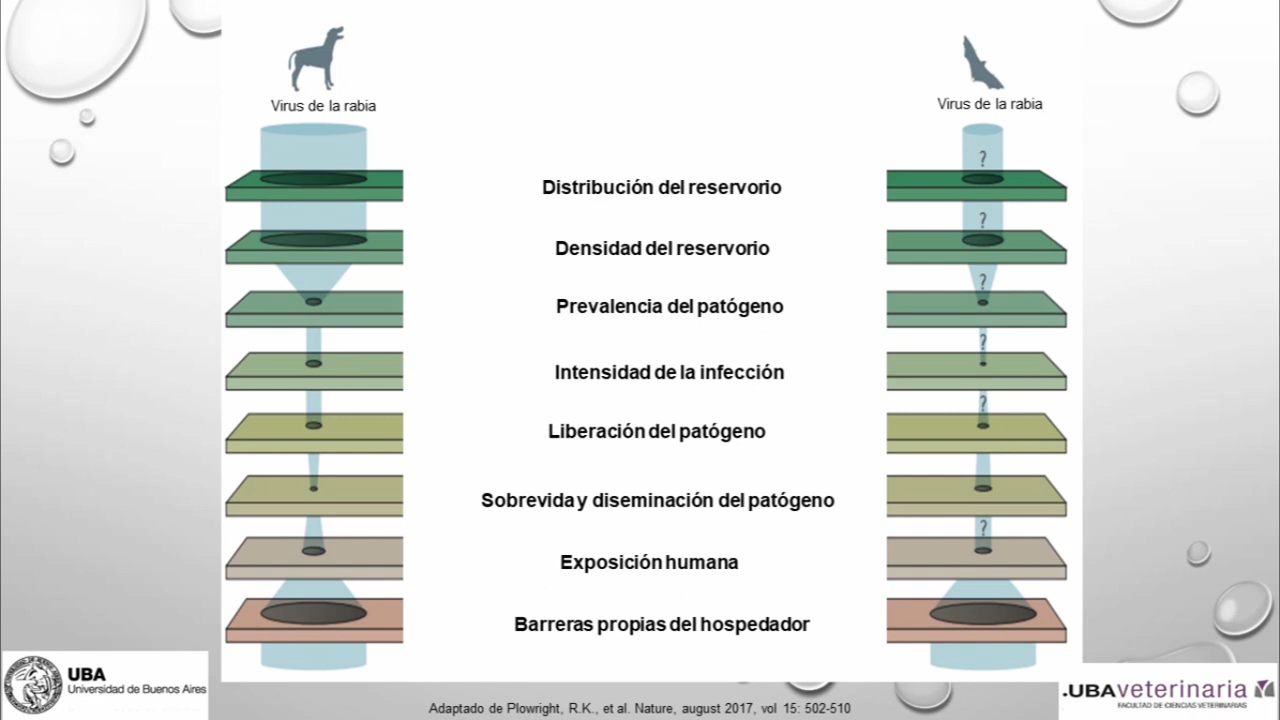 Virus de la rabia
Virus de la rabia
?
Distribución del reservorio
?
Densidad del reservorio
?
Prevalencia del patógeno
?
Intensidad de la infección
?
Liberación del patógeno
Sobrevida y diseminación del patógeno
?
Exposición humana
Barreras propias del hospedador
UBA
Universidad de Buenos Aires
.UBAveterinaria
FACULTAD DE CIENCIAS VETERINARIAS
Adaptado de Plowright, R.K., et al. Nature, august 2017, vol 15: 502-510